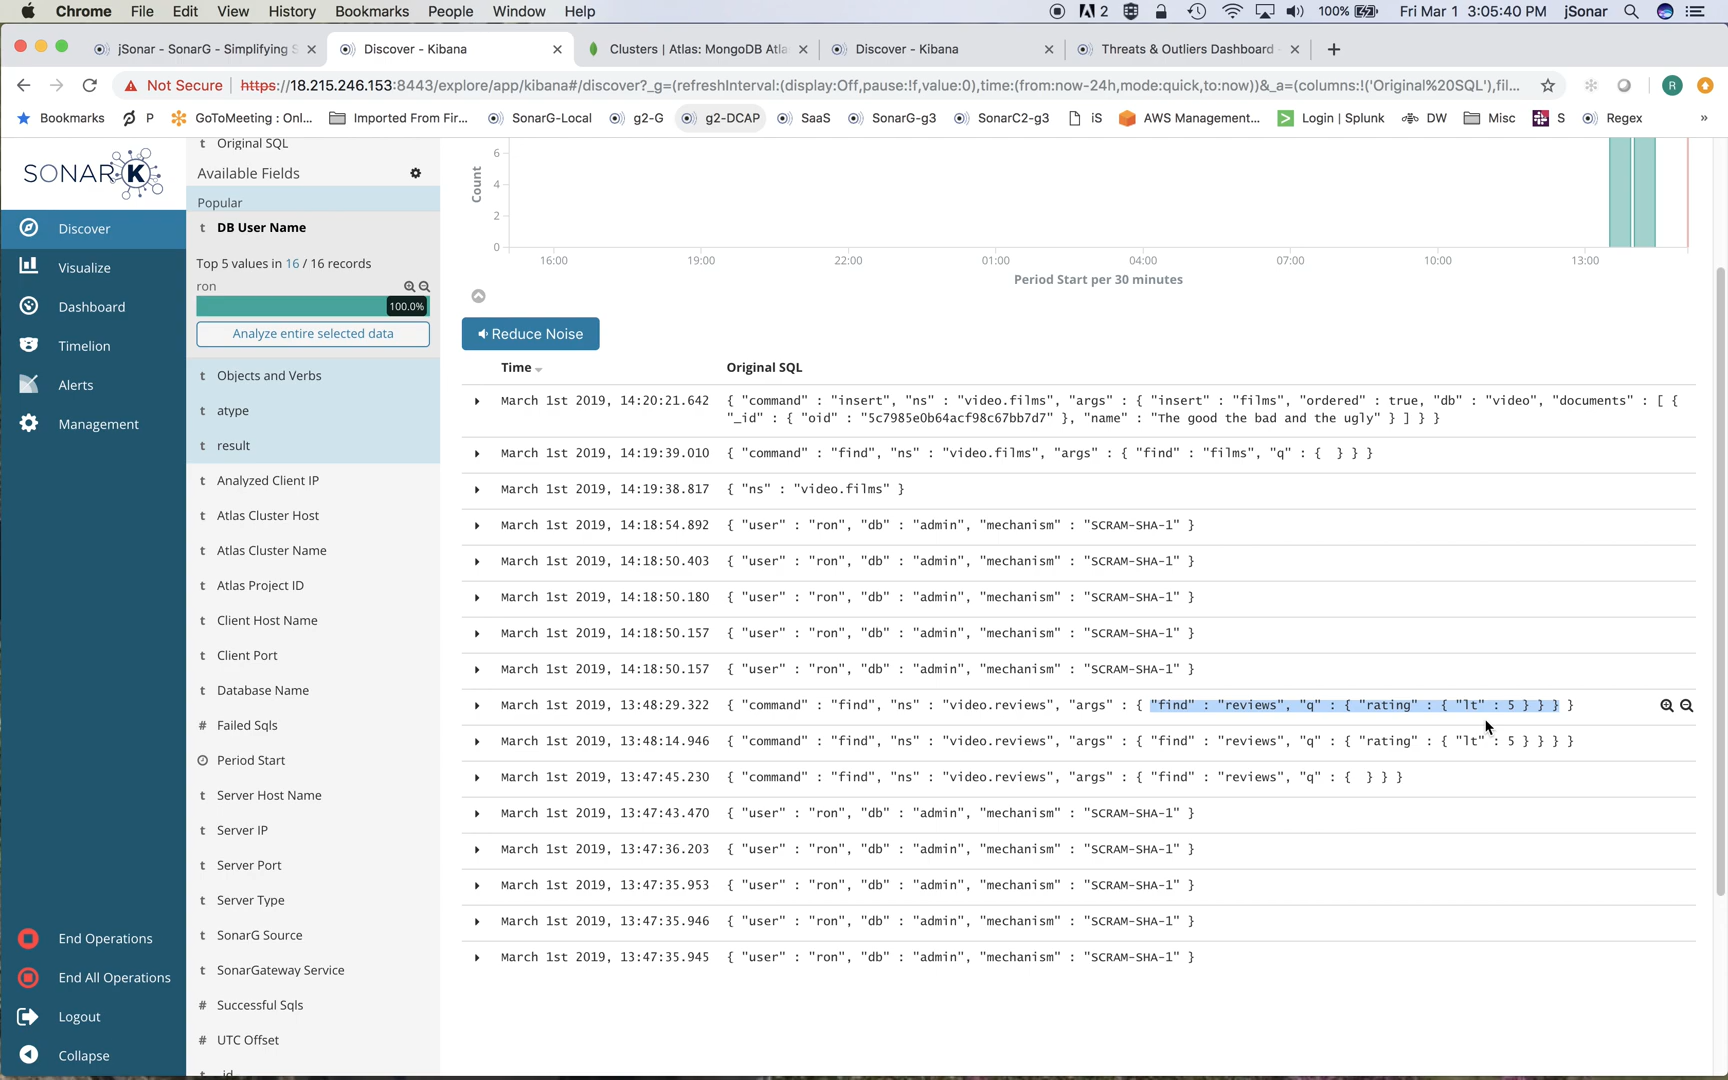 Chrome File Edit View History Bookmarks People Window Help 2 100% Fri Mar 1 3:05:40 PM jSonar
jSonar - SonarG - Simplifying S Discover - Kibana Clusters | Atlas: MongoDB Atla Discover - Kibana Threats & Outliers Dashboard
Not Secure https://18.215.246.153:8443/explore/app/kibana#/discover?_g=(refreshInterval:(display:Off,pause:!f,value:0),time:(from:now-24h,mode:quick,to:now))&_a=(columns:!('Original%20SQL'),fil... R
Bookmarks P GoToMeeting : Onl... Imported From Fir... SonarG-Local g2-G g2-DCAP SaaS SonarG-g3 SonarC2-g3 iS AWS Management... Login | Splunk DW Misc S Regex »
SONAR K
Discover
Visualize
Dashboard
Timelion
Alerts
Management
End Operations
End All Operations
Logout
Collapse
t Original SQL
Available Fields
Popular
t DB User Name
Top 5 values in 16 / 16 records
ron
100.0%
Analyze entire selected data
t Objects and Verbs
t atype
t result
t Analyzed Client IP
t Atlas Cluster Host
t Atlas Cluster Name
t Atlas Project ID
t Client Host Name
t Client Port
t Database Name
# Failed Sqls
Period Start
t Server Host Name
t Server IP
t Server Port
t Server Type
t SonarG Source
t SonarGateway Service
# Successful Sqls
# UTC Offset
t _id
Count
6
4
2
0
16:00 19:00 22:00 01:00 04:00 07:00 10:00 13:00
Period Start per 30 minutes
Reduce Noise
Time Original SQL
March 1st 2019, 14:20:21.642 { "command" : "insert", "ns" : "video.films", "args" : { "insert" : "films", "ordered" : true, "db" : "video", "documents" : [ {
"_id" : { "oid" : "5c7985e0b64acf98c67bb7d7" }, "name" : "The good the bad and the ugly" } ] } }
March 1st 2019, 14:19:39.010 { "command" : "find", "ns" : "video.films", "args" : { "find" : "films", "q" : { } } }
March 1st 2019, 14:19:38.817 { "ns" : "video.films" }
March 1st 2019, 14:18:54.892 { "user" : "ron", "db" : "admin", "mechanism" : "SCRAM-SHA-1" }
March 1st 2019, 14:18:50.403 { "user" : "ron", "db" : "admin", "mechanism" : "SCRAM-SHA-1" }
March 1st 2019, 14:18:50.180 { "user" : "ron", "db" : "admin", "mechanism" : "SCRAM-SHA-1" }
March 1st 2019, 14:18:50.157 { "user" : "ron", "db" : "admin", "mechanism" : "SCRAM-SHA-1" }
March 1st 2019, 14:18:50.157 { "user" : "ron", "db" : "admin", "mechanism" : "SCRAM-SHA-1" }
March 1st 2019, 13:48:29.322 { "command" : "find", "ns" : "video.reviews", "args" : { "find" : "reviews", "q" : { "rating" : { "lt" : 5 } } } }
March 1st 2019, 13:48:14.946 { "command" : "find", "ns" : "video.reviews", "args" : { "find" : "reviews", "q" : { "rating" : { "lt" : 5 } } } }
March 1st 2019, 13:47:45.230 { "command" : "find", "ns" : "video.reviews", "args" : { "find" : "reviews", "q" : { } } }
March 1st 2019, 13:47:43.470 { "user" : "ron", "db" : "admin", "mechanism" : "SCRAM-SHA-1" }
March 1st 2019, 13:47:36.203 { "user" : "ron", "db" : "admin", "mechanism" : "SCRAM-SHA-1" }
March 1st 2019, 13:47:35.953 { "user" : "ron", "db" : "admin", "mechanism" : "SCRAM-SHA-1" }
March 1st 2019, 13:47:35.946 { "user" : "ron", "db" : "admin", "mechanism" : "SCRAM-SHA-1" }
March 1st 2019, 13:47:35.945 { "user" : "ron", "db" : "admin", "mechanism" : "SCRAM-SHA-1" }